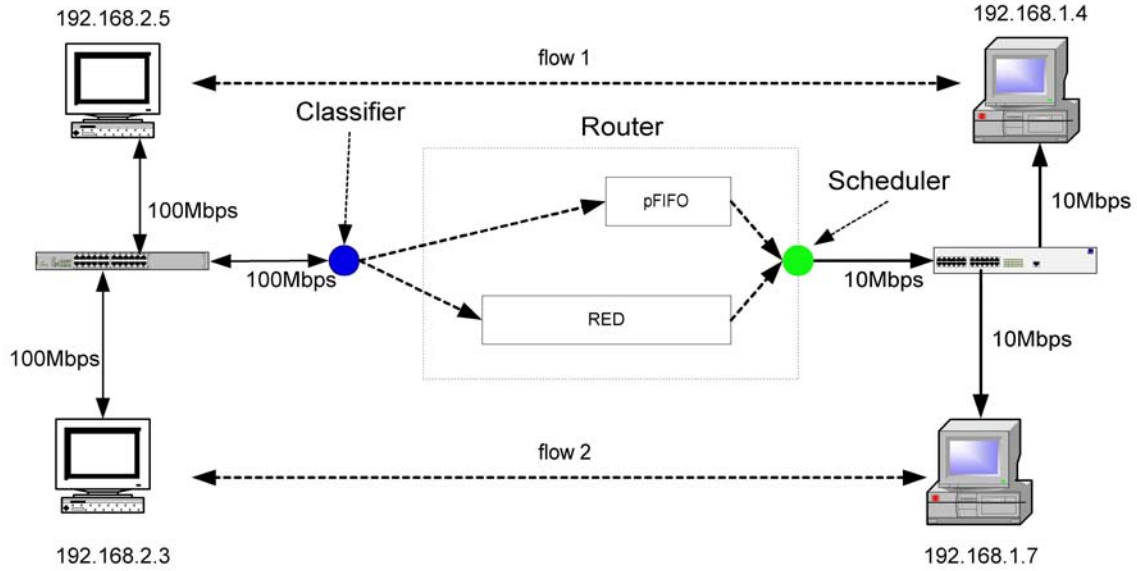 192.168.2.5
192.168.1.4
flow 1
Classifier
Router
Scheduler
pFIFO
100Mbps
10Mbps
100Mbps
10Mbps
RED
100Mbps
10Mbps
flow 2
192.168.2.3
192.168.1.7